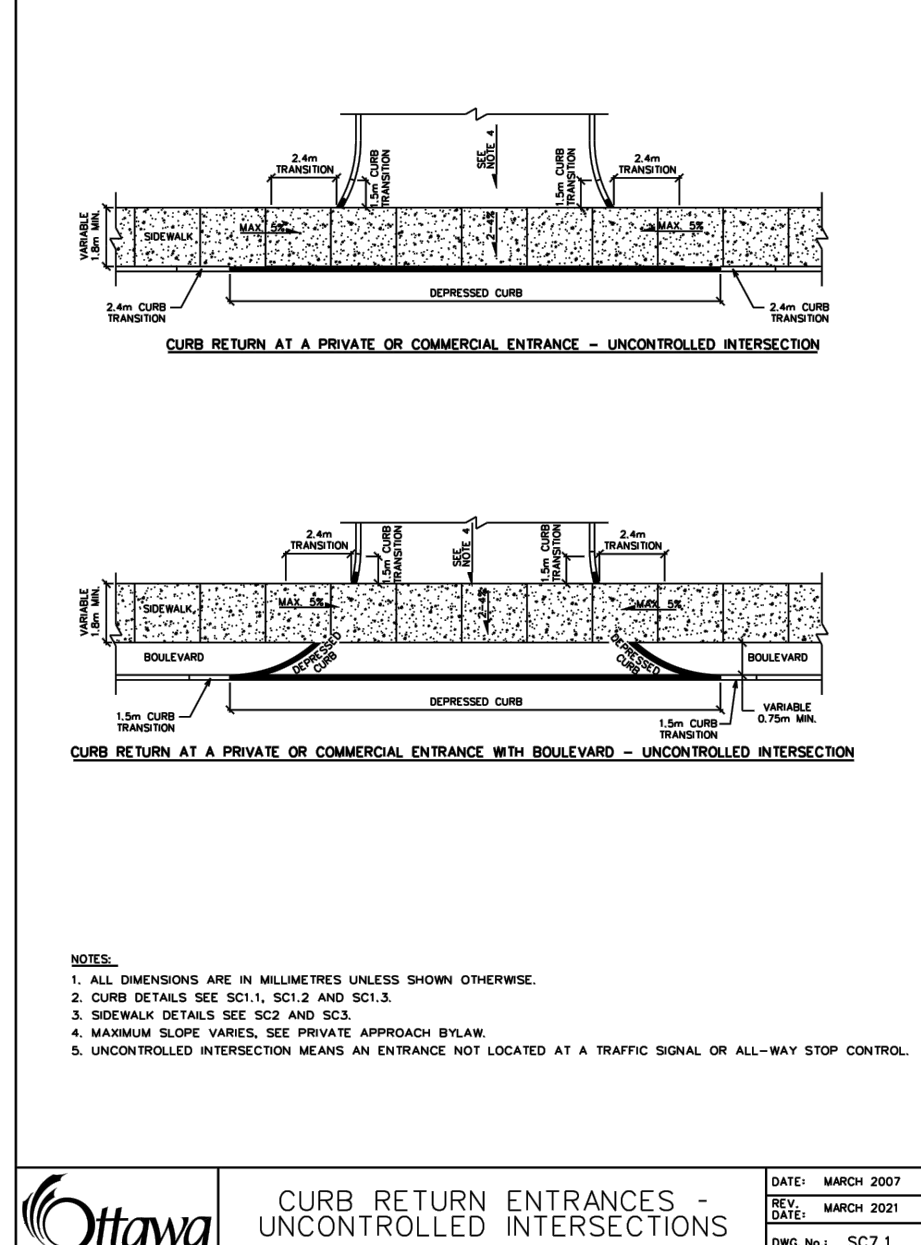 2.4m
TRANSITION
1.5m CURB
TRANSITION
SEE
NOTE 4
1.5m CURB
TRANSITION
2.4m
TRANSITION
VARIABLE
1.8m MIN.
SIDEWALK
MAX. 5%
2-4%
MAX. 5%
2.4m CURB
TRANSITION
DEPRESSED CURB
2.4m CURB
TRANSITION
CURB RETURN AT A PRIVATE OR COMMERCIAL ENTRANCE - UNCONTROLLED INTERSECTION
2.4m
TRANSITION
1.5m CURB
TRANSITION
SEE
NOTE 4
1.5m CURB
TRANSITION
2.4m
TRANSITION
VARIABLE
1.8m MIN.
SIDEWALK
MAX. 5%
MAX. 5%
BOULEVARD
DEPRESSED
CURB
DEPRESSED
CURB
BOULEVARD
1.5m CURB
TRANSITION
DEPRESSED CURB
1.5m CURB
TRANSITION
VARIABLE
0.75m MIN.
CURB RETURN AT A PRIVATE OR COMMERCIAL ENTRANCE WITH BOULEVARD - UNCONTROLLED INTERSECTION
NOTES:
1. ALL DIMENSIONS ARE IN MILLIMETRES UNLESS SHOWN OTHERWISE.
2. CURB DETAILS SEE SC1.1, SC1.2 AND SC1.3.
3. SIDEWALK DETAILS SEE SC2 AND SC3.
4. MAXIMUM SLOPE VARIES, SEE PRIVATE APPROACH BYLAW.
5. UNCONTROLLED INTERSECTION MEANS AN ENTRANCE NOT LOCATED AT A TRAFFIC SIGNAL OR ALL-WAY STOP CONTROL.
Ottawa
CURB RETURN ENTRANCES -
UNCONTROLLED INTERSECTIONS
DATE: MARCH 2007
REV.
DATE: MARCH 2021
DWG. No.: SC7.1